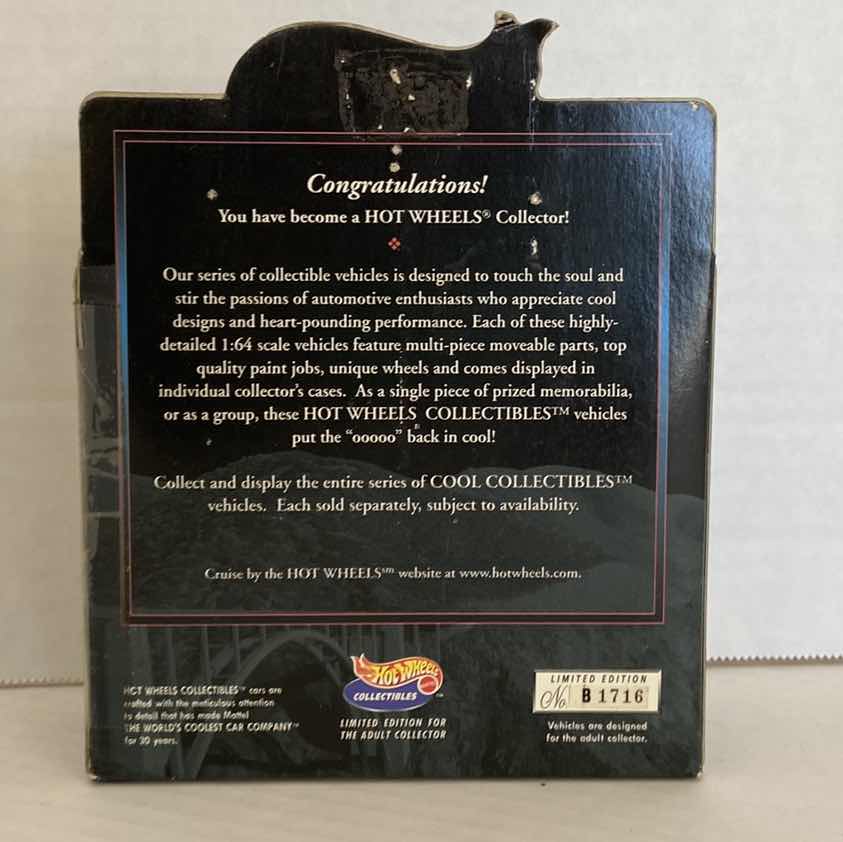 Congratulations!
You have become a HOT WHEELS® Collector!
Our series of collectible vehicles is designed to touch the soul and
stir the passions of automotive enthusiasts who appreciate cool
designs and heart-pounding performance. Each of these highly-
detailed 1:64 scale vehicles feature multi-piece moveable parts, top
quality paint jobs, unique wheels and comes displayed in
individual collector's cases. As a single piece of prized memorabilia,
or as a group, these HOT WHEELS COLLECTIBLES™ vehicles
put the "ooooo" back in cool!
Collect and display the entire series of COOL COLLECTIBLES™
vehicles. Each sold separately, subject to availability.
Cruise by the HOT WHEELS℠ website at www.hotwheels.com.
HOT WHEELS COLLECTIBLES™ cars are
crafted with the meticulous attention
to detail that has made Mattel
THE WORLD'S COOLEST CAR COMPANY™
for 30 years.
Hot Wheels
COLLECTIBLES™
LIMITED EDITION FOR
THE ADULT COLLECTOR
LIMITED EDITION
No. B 1716
Vehicles are designed
for the adult collector.